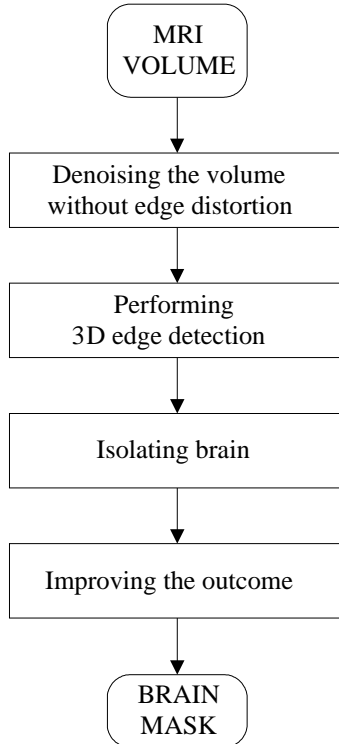 MRI
VOLUME
Denoising the volume
without edge distortion
Performing
3D edge detection
Isolating brain
Improving the outcome
BRAIN
MASK